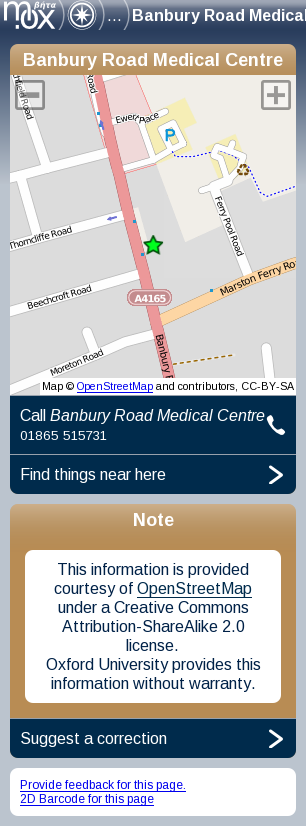 mox βήτα ... Banbury Road Medical
Banbury Road Medical Centre
Road
Ewert Place
P
Road
Ferry Pool Road
Thorncliffe Road
Marston Ferry Ro
Beechcroft Road
A4165
Moreton Road
Banbury R
Map © OpenStreetMap and contributors, CC-BY-SA
Call Banbury Road Medical Centre
01865 515731
Find things near here
Note
This information is provided
courtesy of OpenStreetMap
under a Creative Commons
Attribution-ShareAlike 2.0
license.
Oxford University provides this
information without warranty.
Suggest a correction
Provide feedback for this page.
2D Barcode for this page